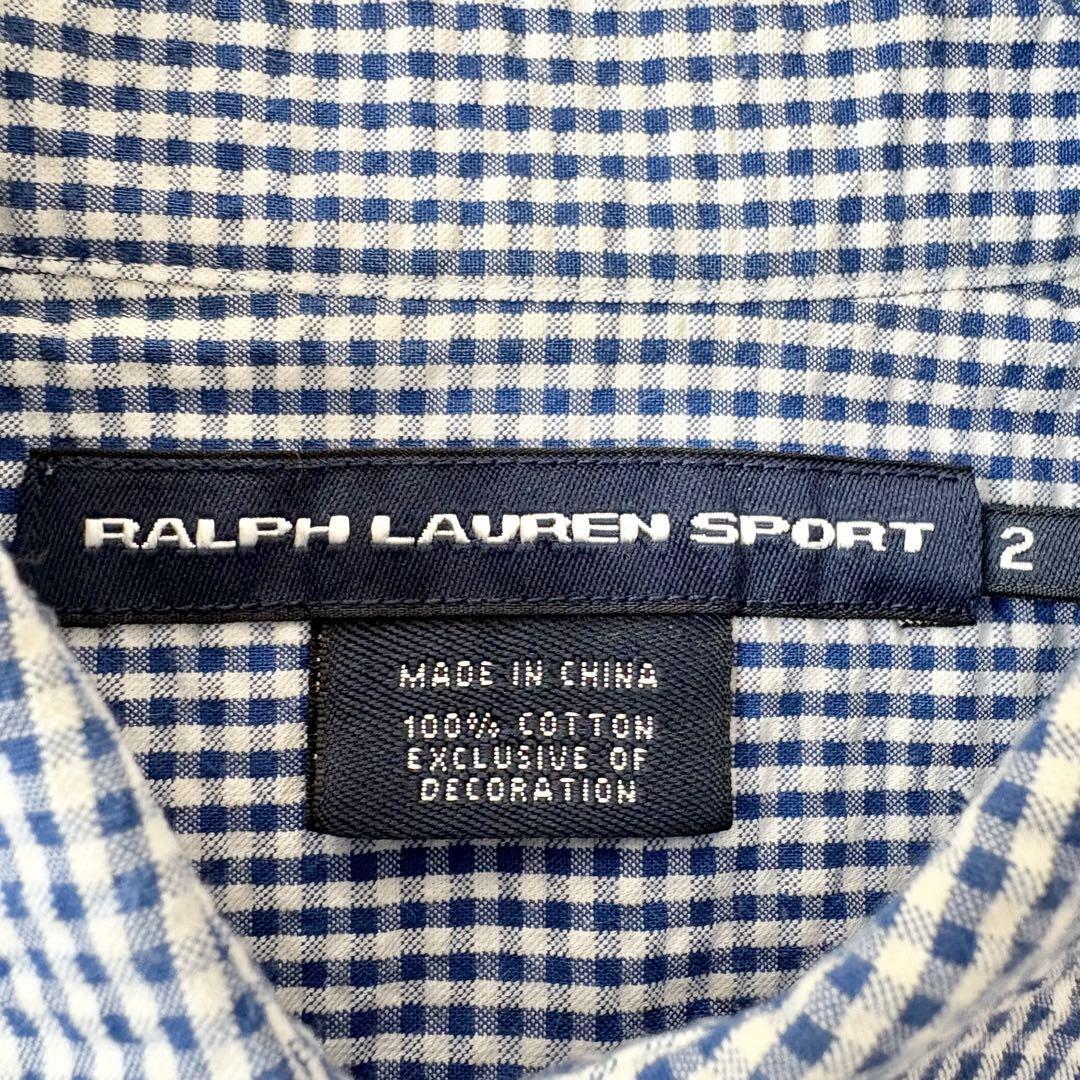 RALPH LAUREN SPORT
2
MADE IN CHINA
100% COTTON
EXCLUSIVE OF
DECORATION